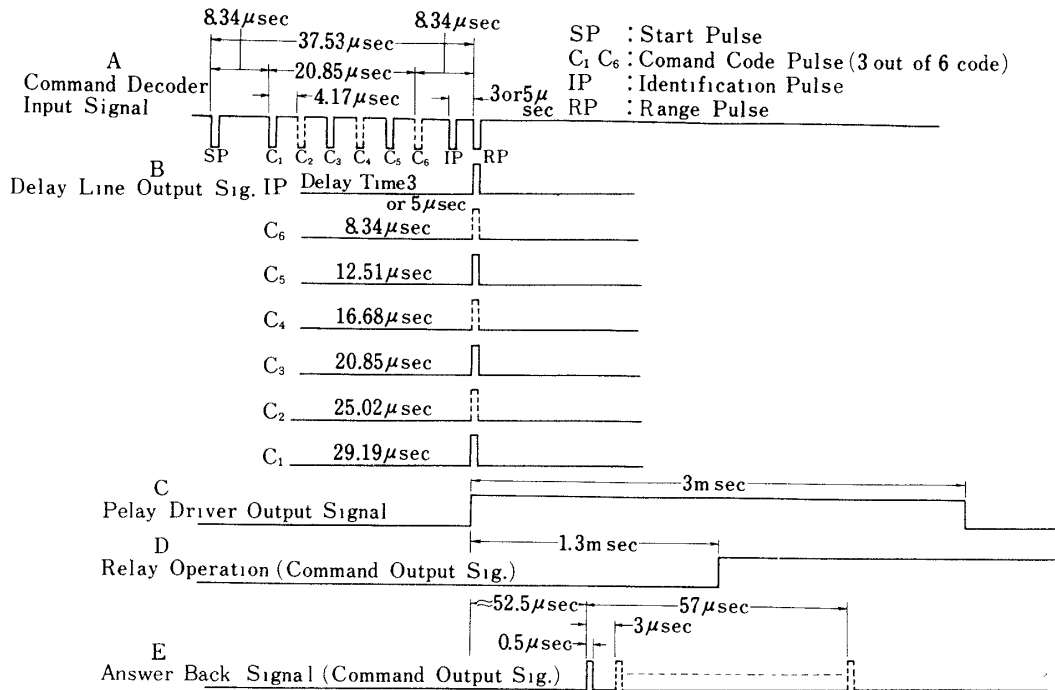 8.34μsec 8.34μsec
37.53μsec
SP : Start Pulse
C₁ C₆ : Comand Code Pulse (3 out of 6 code)
IP : Identification Pulse
RP : Range Pulse
A
Command Decoder
Input Signal
20.85μsec
4.17μsec
3or5μ
sec
SP C₁ C₂ C₃ C₄ C₅ C₆ IP RP
B
Delay Line Output Sig. IP Delay Time3
or 5μsec
C₆ 8.34μsec
C₅ 12.51μsec
C₄ 16.68μsec
C₃ 20.85μsec
C₂ 25.02μsec
C₁ 29.19μsec
C
Pelay Driver Output Signal
3m sec
D
Relay Operation (Command Output Sig.)
1.3m sec
≈52.5μsec 57μsec
3μsec
0.5μsec
E
Answer Back Signal (Command Output Sig.)